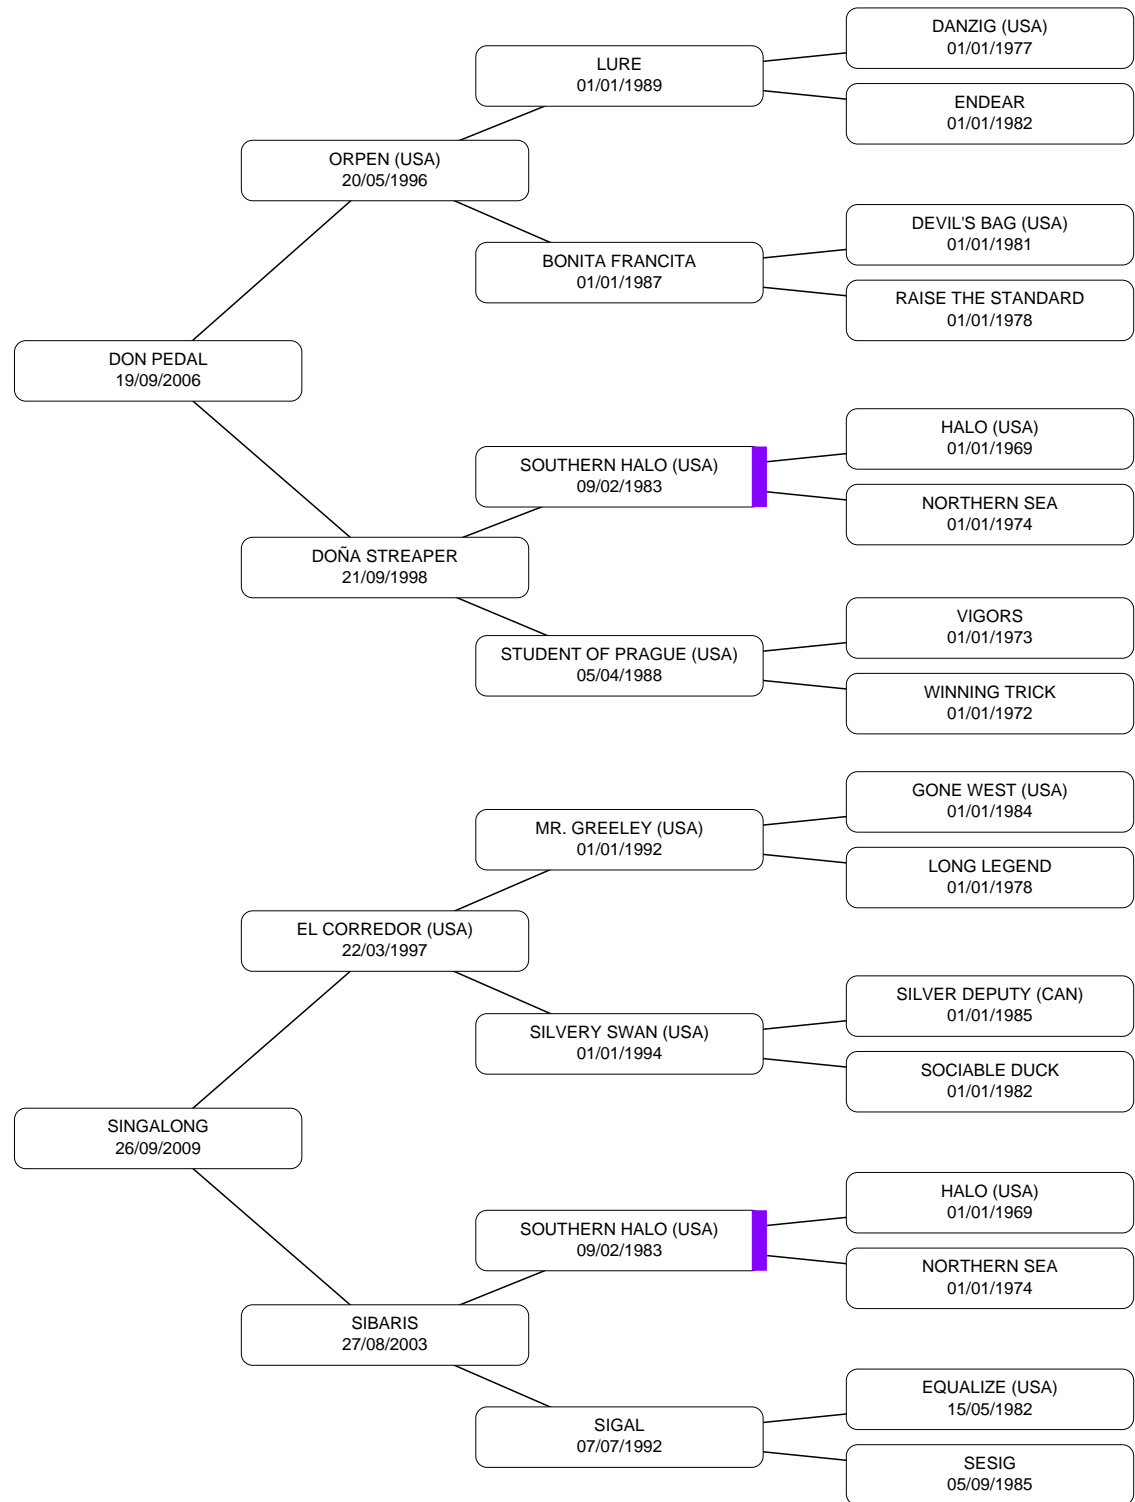 DANZIG (USA)
01/01/1977
LURE
01/01/1989
ENDEAR
01/01/1982
ORPEN (USA)
20/05/1996
DEVIL'S BAG (USA)
01/01/1981
BONITA FRANCITA
01/01/1987
RAISE THE STANDARD
01/01/1978
DON PEDAL
19/09/2006
HALO (USA)
01/01/1969
SOUTHERN HALO (USA)
09/02/1983
NORTHERN SEA
01/01/1974
DOÑA STREAPER
21/09/1998
VIGORS
01/01/1973
STUDENT OF PRAGUE (USA)
05/04/1988
WINNING TRICK
01/01/1972
GONE WEST (USA)
01/01/1984
MR. GREELEY (USA)
01/01/1992
LONG LEGEND
01/01/1978
EL CORREDOR (USA)
22/03/1997
SILVER DEPUTY (CAN)
01/01/1985
SILVERY SWAN (USA)
01/01/1994
SOCIABLE DUCK
01/01/1982
SINGALONG
26/09/2009
HALO (USA)
01/01/1969
SOUTHERN HALO (USA)
09/02/1983
NORTHERN SEA
01/01/1974
SIBARIS
27/08/2003
EQUALIZE (USA)
15/05/1982
SIGAL
07/07/1992
SESIG
05/09/1985